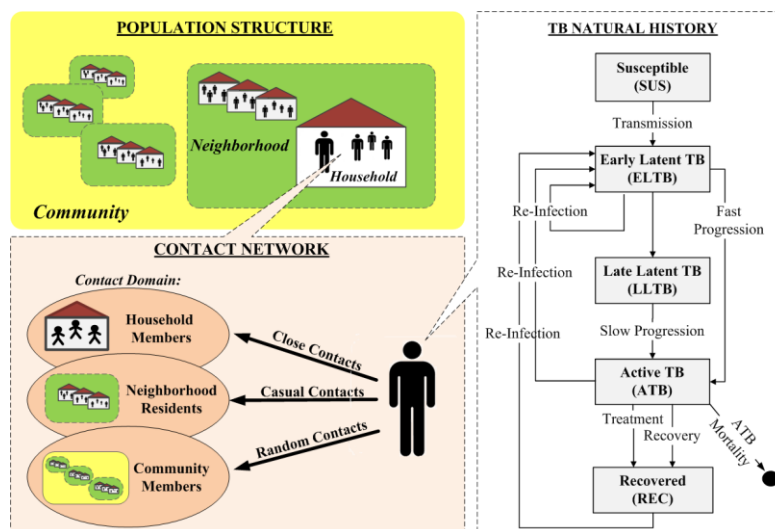 POPULATION STRUCTURE
Neighborhood
Household
Community
CONTACT NETWORK
Contact Domain:
Household
Members
Close Contacts
Neighborhood
Residents
Casual Contacts
Random Contacts
Community
Members
TB NATURAL HISTORY
Susceptible
(SUS)
Transmission
Early Latent TB
(ELTB)
Re-Infection
Fast
Progression
Re-Infection
Late Latent TB
(LLTB)
Re-Infection
Slow Progression
Active TB
(ATB)
Treatment
Recovery
ATB
Mortality
Recovered
(REC)